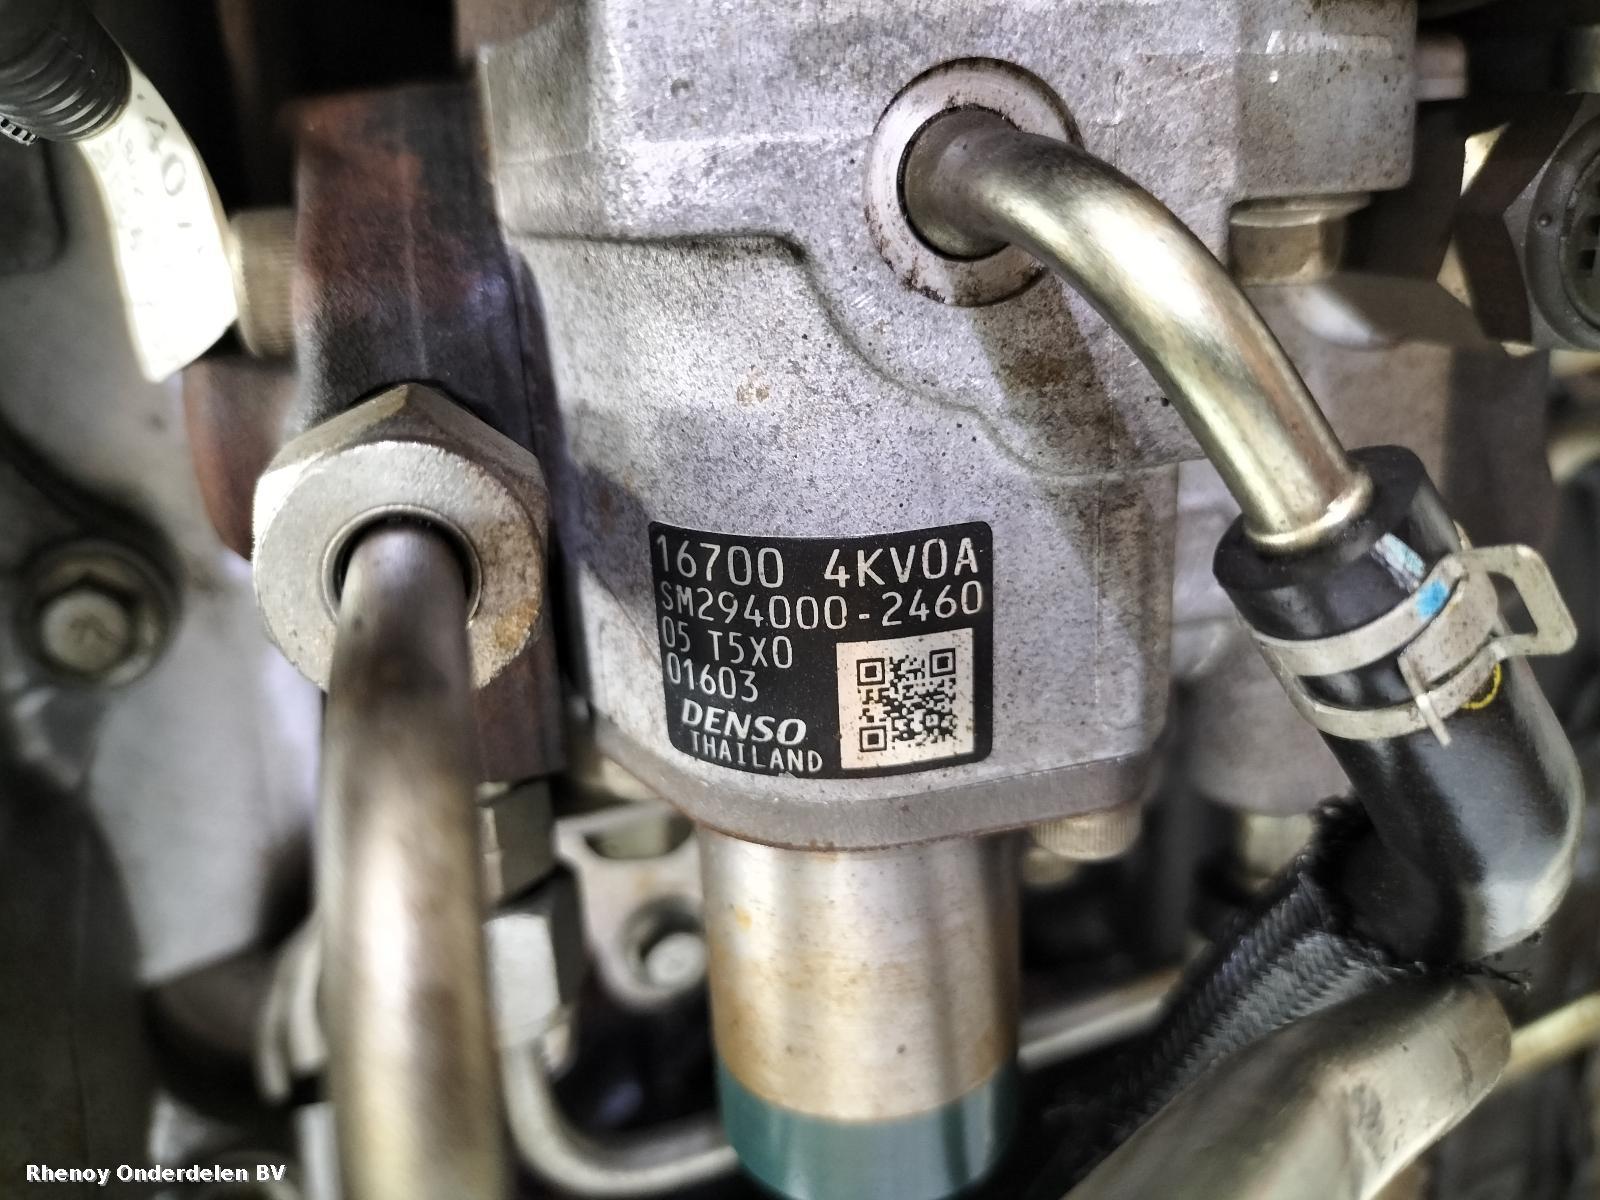 16700 4KV0A
SM294000-2460
05 T5X0
01603
DENSO
THAILAND
Rhenoy Onderdelen BV